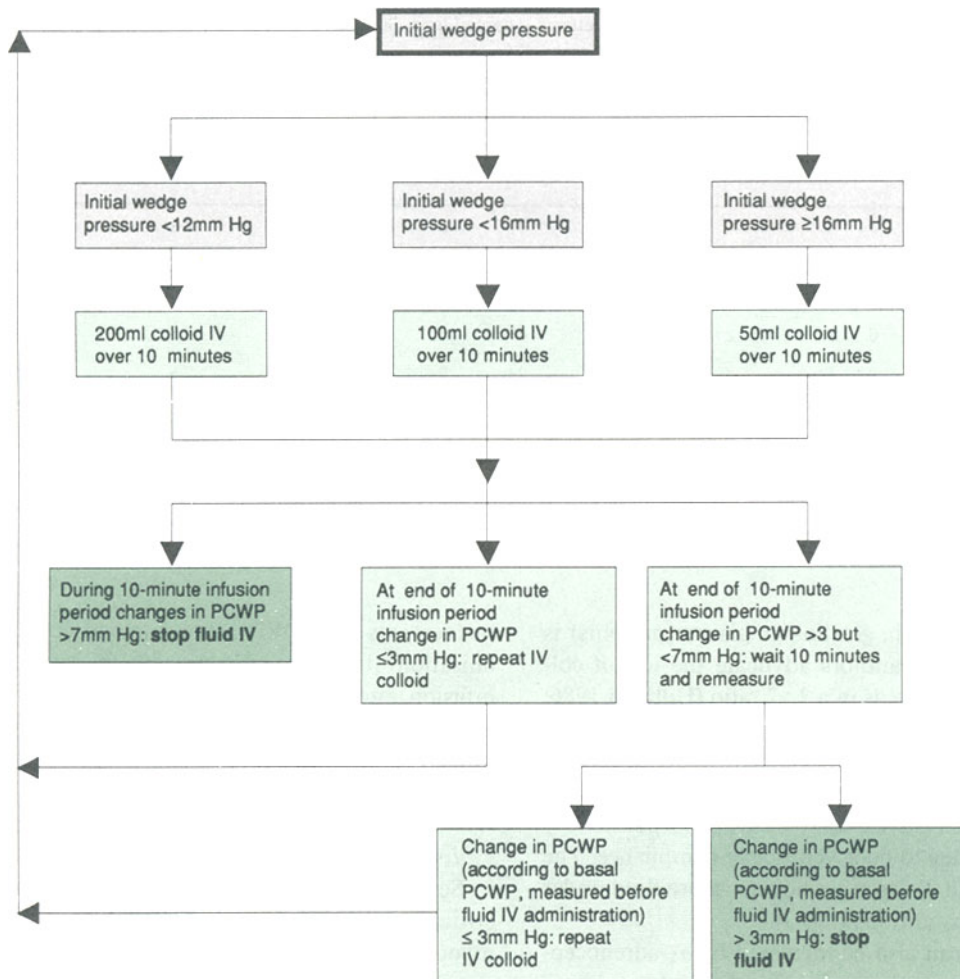 Initial wedge pressure
Initial wedge
pressure <12mm Hg
Initial wedge
pressure <16mm Hg
Initial wedge
pressure ≥16mm Hg
200ml colloid IV
over 10 minutes
100ml colloid IV
over 10 minutes
50ml colloid IV
over 10 minutes
During 10-minute infusion
period changes in PCWP
>7mm Hg: stop fluid IV
At end of 10-minute
infusion period
change in PCWP
≤3mm Hg: repeat IV
colloid
At end of 10-minute
infusion period
change in PCWP >3 but
<7mm Hg: wait 10 minutes
and remeasure
Change in PCWP
(according to basal
PCWP, measured before
fluid IV administration)
≤ 3mm Hg: repeat
IV colloid
Change in PCWP
(according to basal
PCWP, measured before
fluid IV administration)
> 3mm Hg: stop
fluid IV